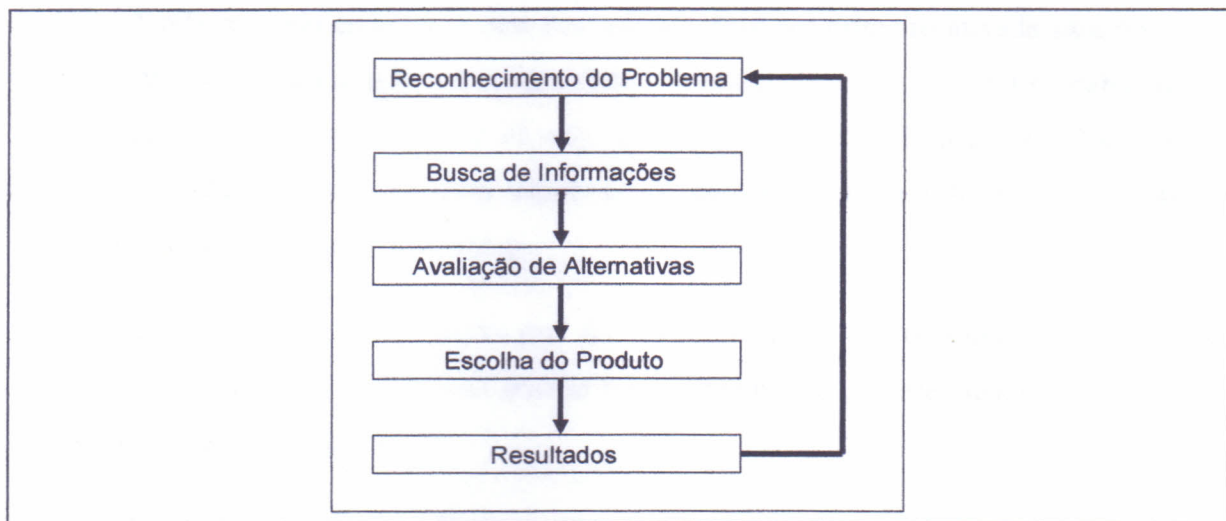 Reconhecimento do Problema
Busca de Informações
Avaliação de Alternativas
Escolha do Produto
Resultados